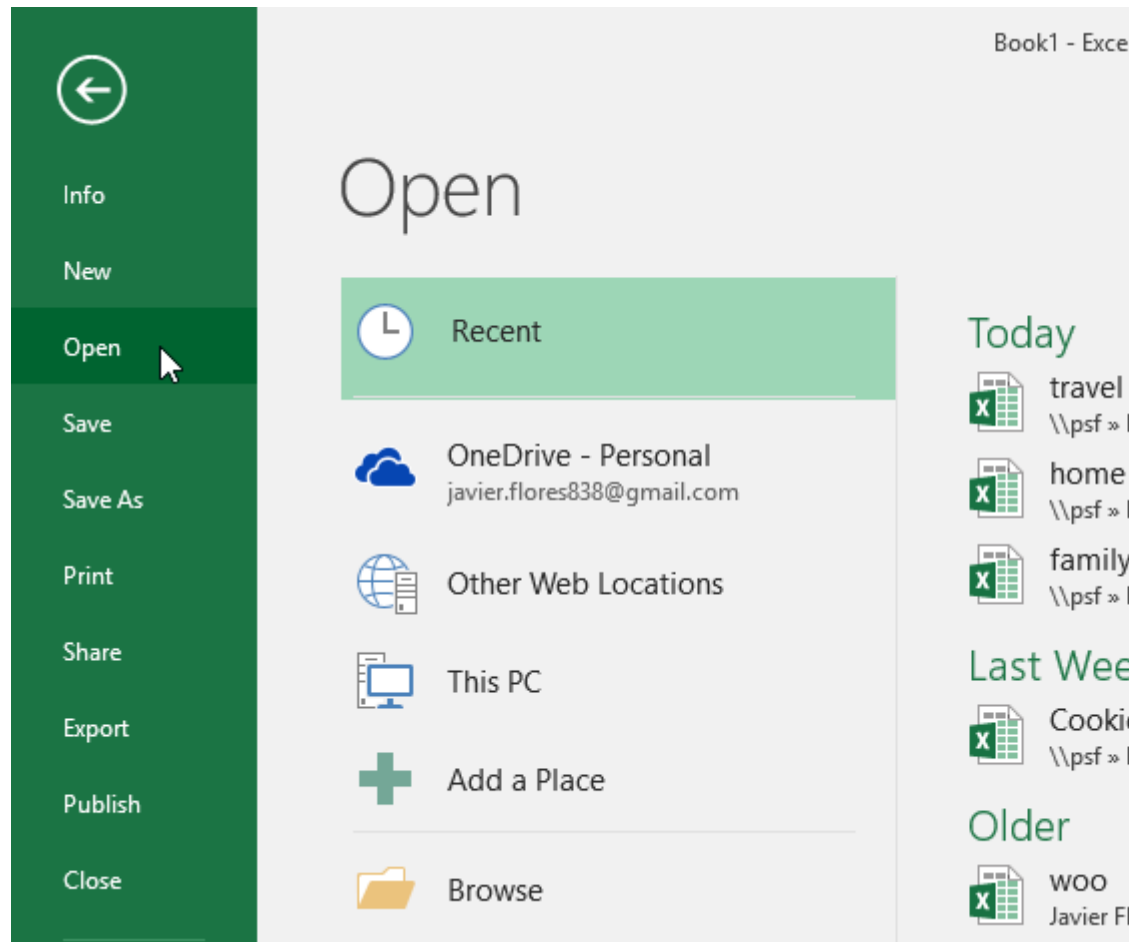 Book1 - Exce
Info
New
Open
Save
Save As
Print
Share
Export
Publish
Close
Open
Recent
OneDrive - Personal
javier.flores838@gmail.com
Other Web Locations
This PC
Add a Place
Browse
Today
travel
\\psf »
home
\\psf »
family
\\psf »
Last Wee
Cooki
\\psf »
Older
woo
Javier Fl